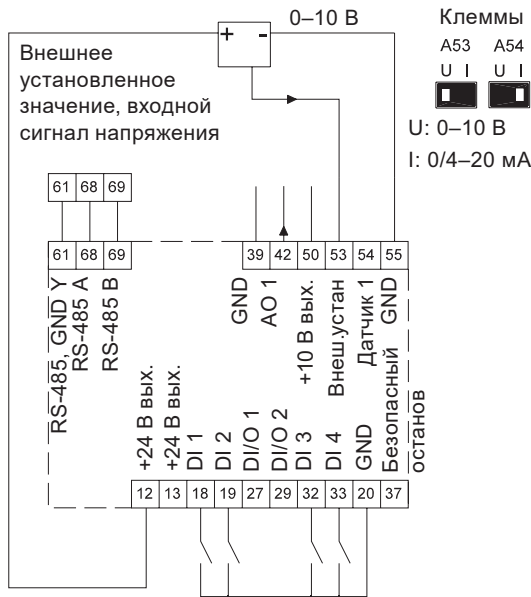 0–10 В
Клеммы
A53 A54
U I U I
U: 0–10 В
I: 0/4–20 мА
+ -
Внешнее
установленное
значение, входной
сигнал напряжения
61 68 69
61 68 69
39 42 50 53 54 55
RS-485, GND Y
RS-485 A
RS-485 B
GND
AO 1
+10 В вых.
Внеш.устан
Датчик 1
GND
+24 В вых.
+24 В вых.
DI 1
DI 2
DI/O 1
DI/O 2
DI 3
DI 4
GND
Безопасный
останов
12 13 18 19 27 29 32 33 20 37